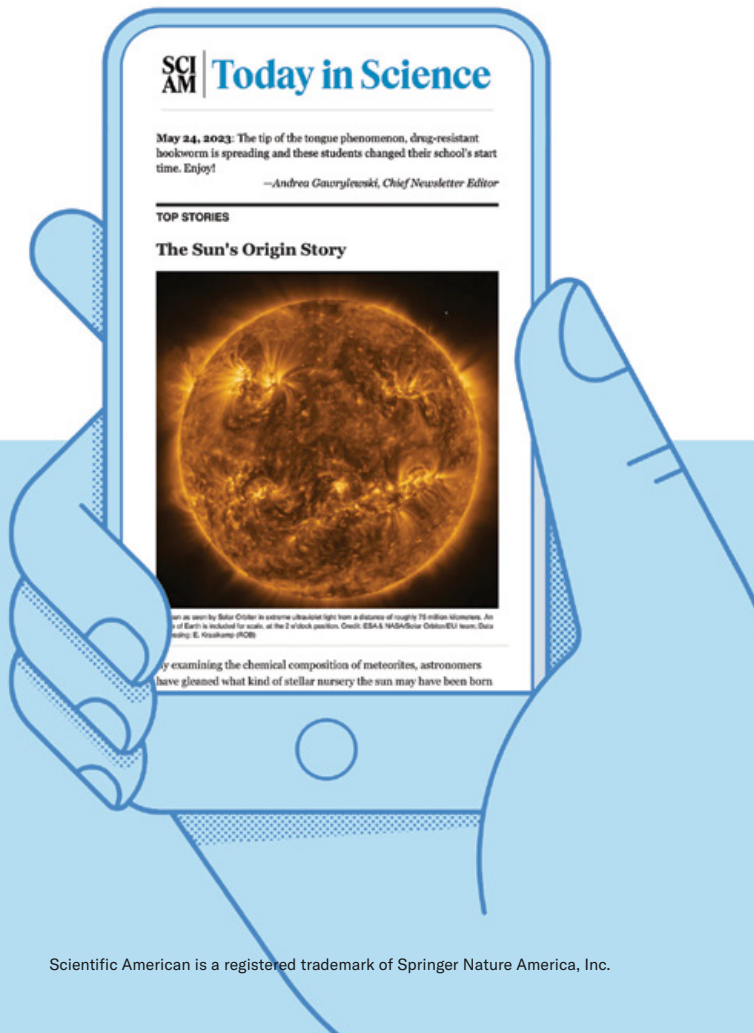 SCI
AM
Today in Science
May 24, 2023: The tip of the tongue phenomenon, drug-resistant
hookworm is spreading and these students changed their school's start
time. Enjoy!
—Andrea Gawrylewski, Chief Newsletter Editor
TOP STORIES
The Sun's Origin Story
as seen by Solar Orbiter in extreme ultraviolet light from a distance of roughly 75 million kilometers. An
of Earth is included for scale, at the 2 o'clock position. Credit: ESA & NASA/Solar Orbiter/EUI team; Data
E. Kraaikamp (ROB)
examining the chemical composition of meteorites, astronomers
have gleaned what kind of stellar nursery the sun may have been born
Scientific American is a registered trademark of Springer Nature America, Inc.